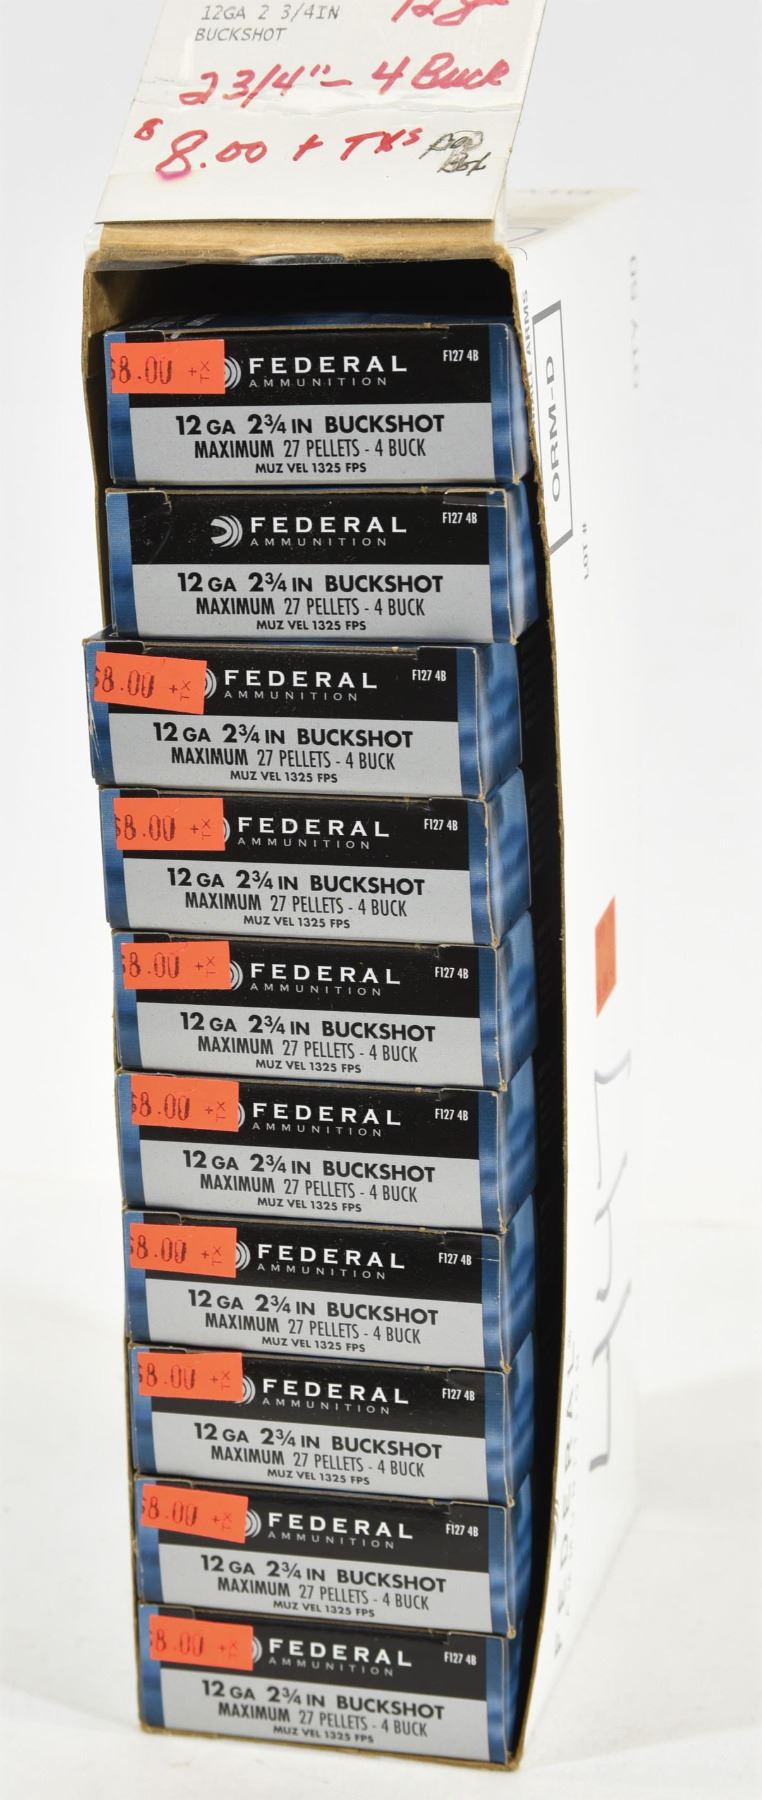 12GA 2 3/4IN
12g
BUCKSHOT
2 3/4"- 4 Buck
$8.00 + TXS
Box
$8.00 +TX
FEDERAL
AMMUNITION
F127 4B
12 GA 2¾ IN BUCKSHOT
MAXIMUM 27 PELLETS - 4 BUCK
MUZ VEL 1325 FPS
FEDERAL
AMMUNITION
F127 4B
12 GA 2¾ IN BUCKSHOT
MAXIMUM 27 PELLETS - 4 BUCK
MUZ VEL 1325 FPS
$8.00 +TX
FEDERAL
AMMUNITION
F127 4B
12 GA 2¾ IN BUCKSHOT
MAXIMUM 27 PELLETS - 4 BUCK
MUZ VEL 1325 FPS
$8.00 +TX
FEDERAL
AMMUNITION
F127 4B
12 GA 2¾ IN BUCKSHOT
MAXIMUM 27 PELLETS - 4 BUCK
MUZ VEL 1325 FPS
$8.00 +TX
FEDERAL
AMMUNITION
F127 4B
12 GA 2¾ IN BUCKSHOT
MAXIMUM 27 PELLETS - 4 BUCK
MUZ VEL 1325 FPS
$8.00 +TX
FEDERAL
AMMUNITION
F127 4B
12 GA 2¾ IN BUCKSHOT
MAXIMUM 27 PELLETS - 4 BUCK
MUZ VEL 1325 FPS
$8.00 +TX
FEDERAL
AMMUNITION
F127 4B
12 GA 2¾ IN BUCKSHOT
MAXIMUM 27 PELLETS - 4 BUCK
MUZ VEL 1325 FPS
$8.00 +TX
FEDERAL
AMMUNITION
F127 4B
12 GA 2¾ IN BUCKSHOT
MAXIMUM 27 PELLETS - 4 BUCK
MUZ VEL 1325 FPS
$8.00 +TX
FEDERAL
AMMUNITION
F127 4B
12 GA 2¾ IN BUCKSHOT
MAXIMUM 27 PELLETS - 4 BUCK
MUZ VEL 1325 FPS
$8.00 +TX
FEDERAL
AMMUNITION
F127 4B
12 GA 2¾ IN BUCKSHOT
MAXIMUM 27 PELLETS - 4 BUCK
MUZ VEL 1325 FPS
ARMS
ORM-D
LOT #
QTY
FEDERAL